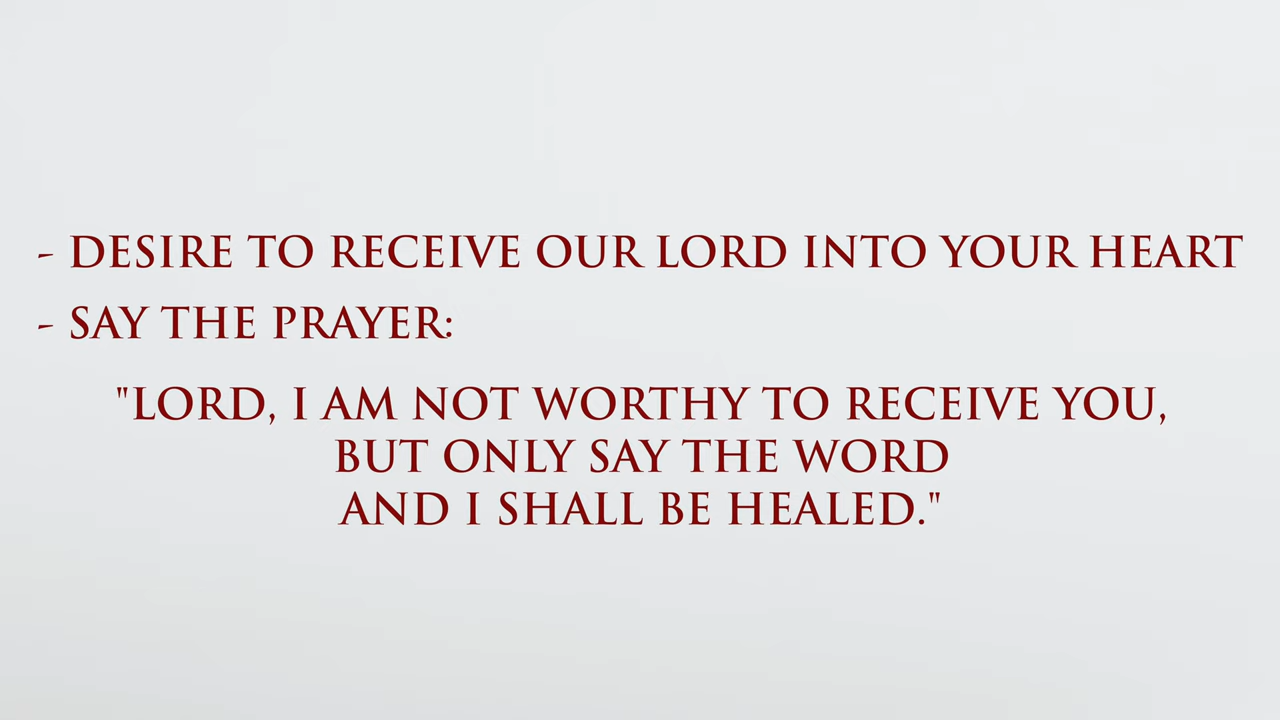 - DESIRE TO RECEIVE OUR LORD INTO YOUR HEART
- SAY THE PRAYER:
"LORD, I AM NOT WORTHY TO RECEIVE YOU,
BUT ONLY SAY THE WORD
AND I SHALL BE HEALED."